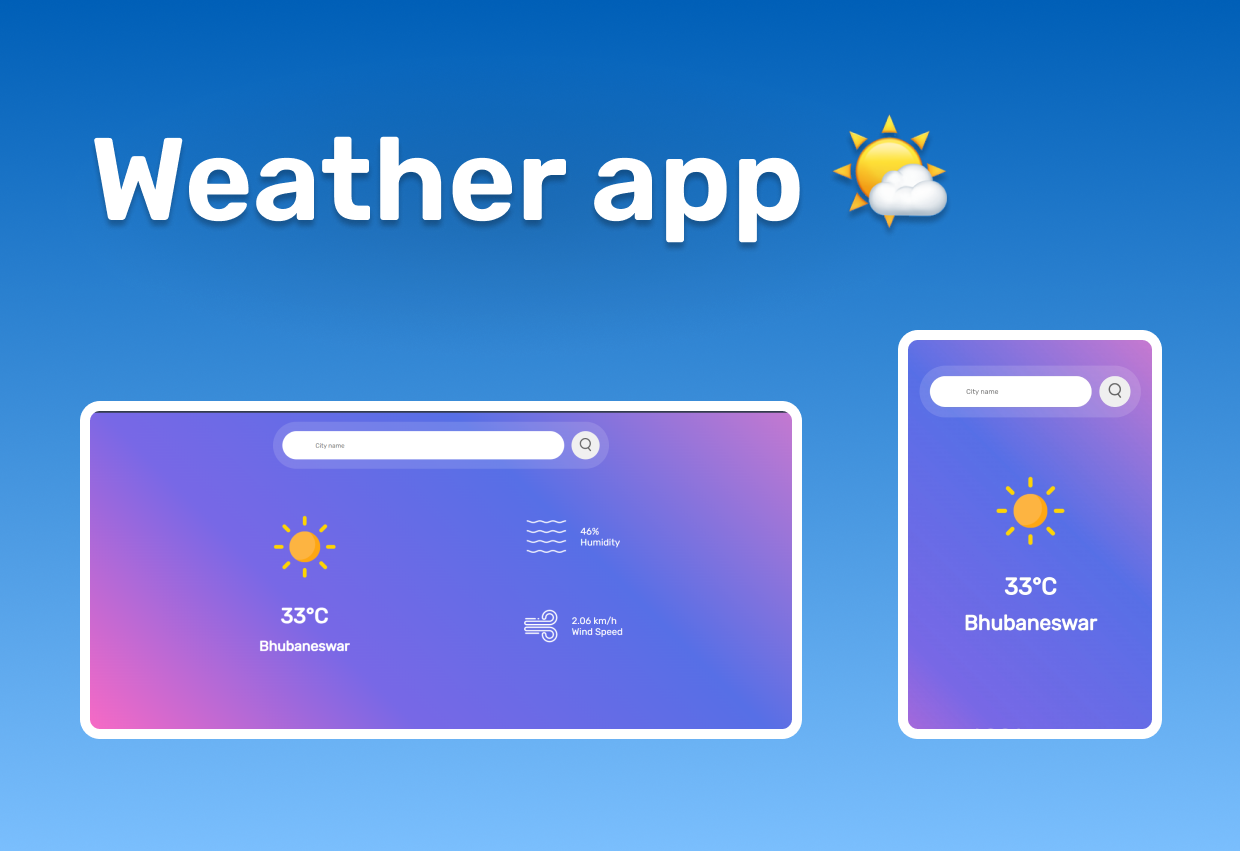 Weather app
City name
46%
Humidity
33°C
2.06 km/h
Wind Speed
Bhubaneswar
City name
33°C
Bhubaneswar